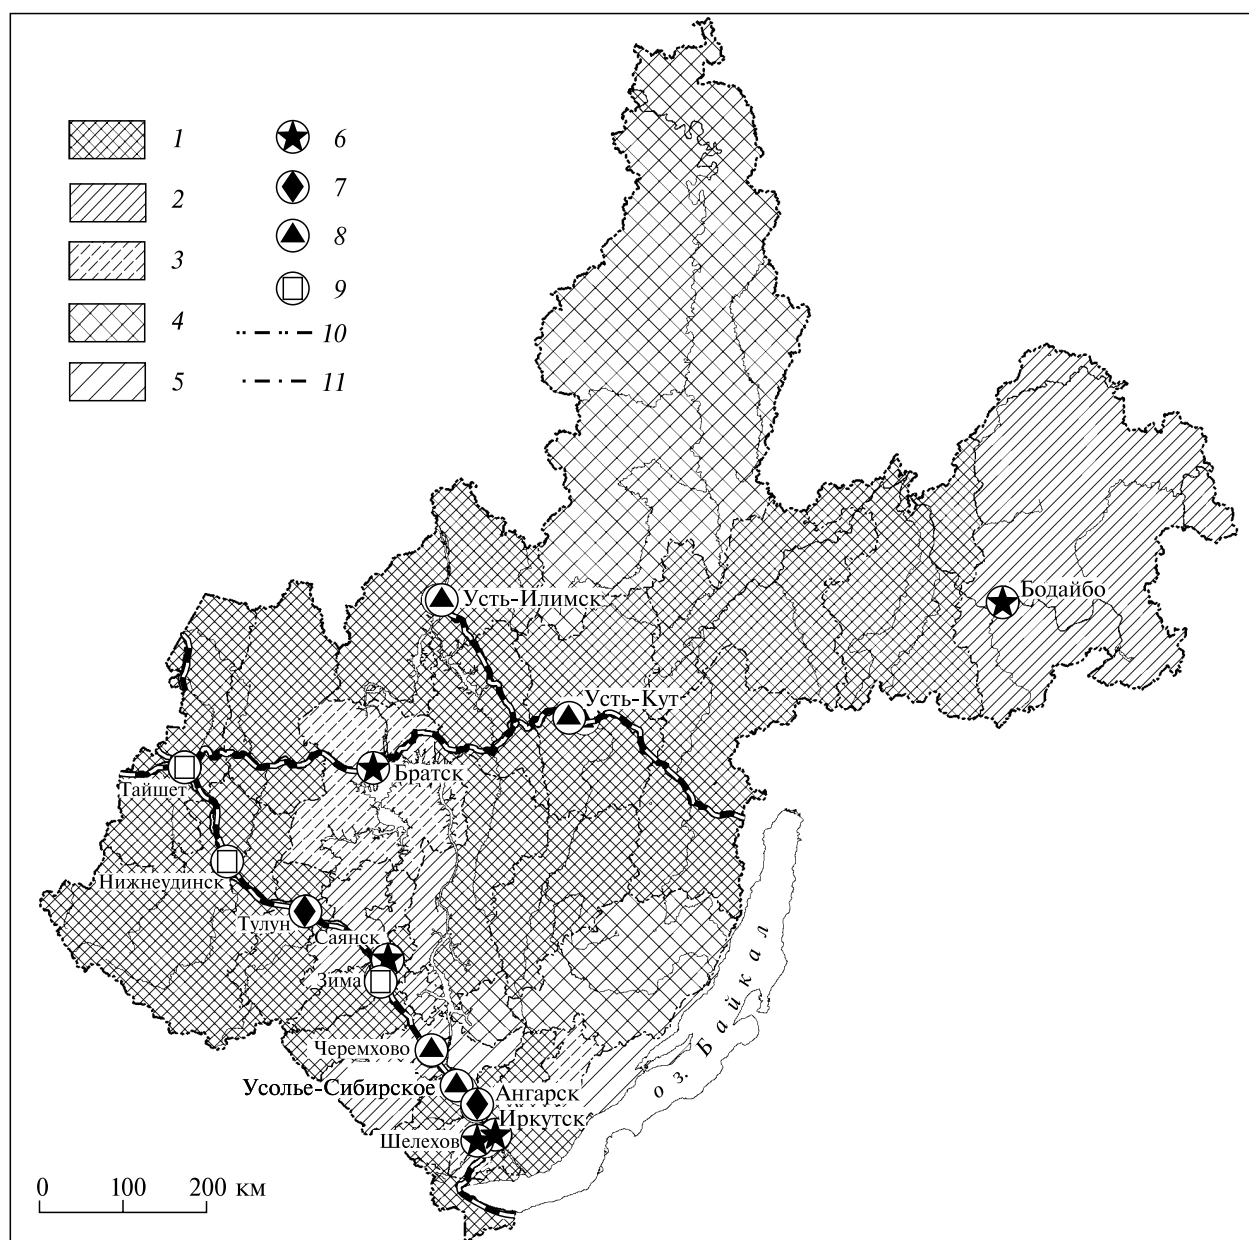 1
2
3
4
5
6
7
8
9
10
11
Бодайбо
Усть-Илимск
Усть-Кут
Братск
Тайшет
Нижнеудинск
Тулун
Саянск
Зима
Черемхово
Усолье-Сибирское
Ангарск
Иркутск
Шелехов
оз. Байкал
0 100 200 км